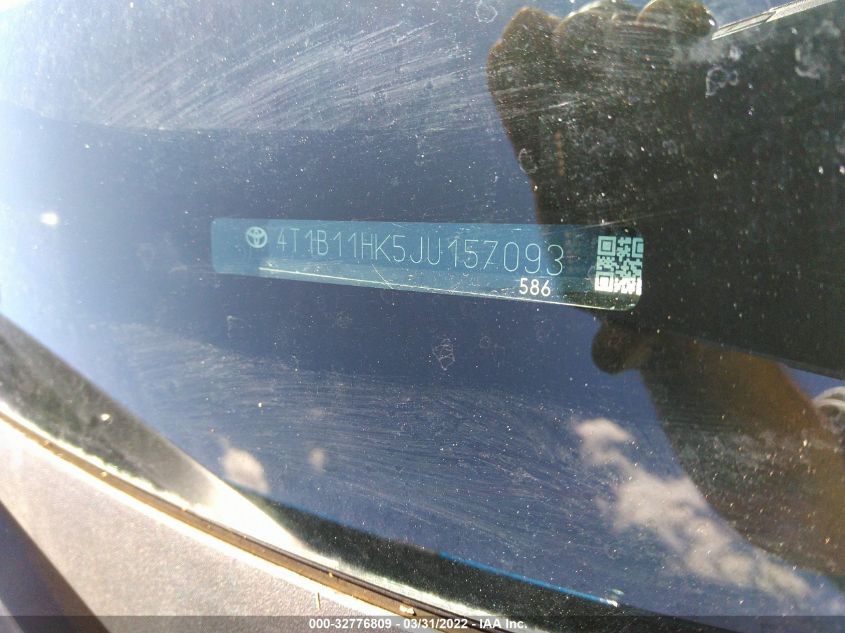 4T1B11HK5JU157093
586
000-32776809 - 03/31/2022 - IAA Inc.